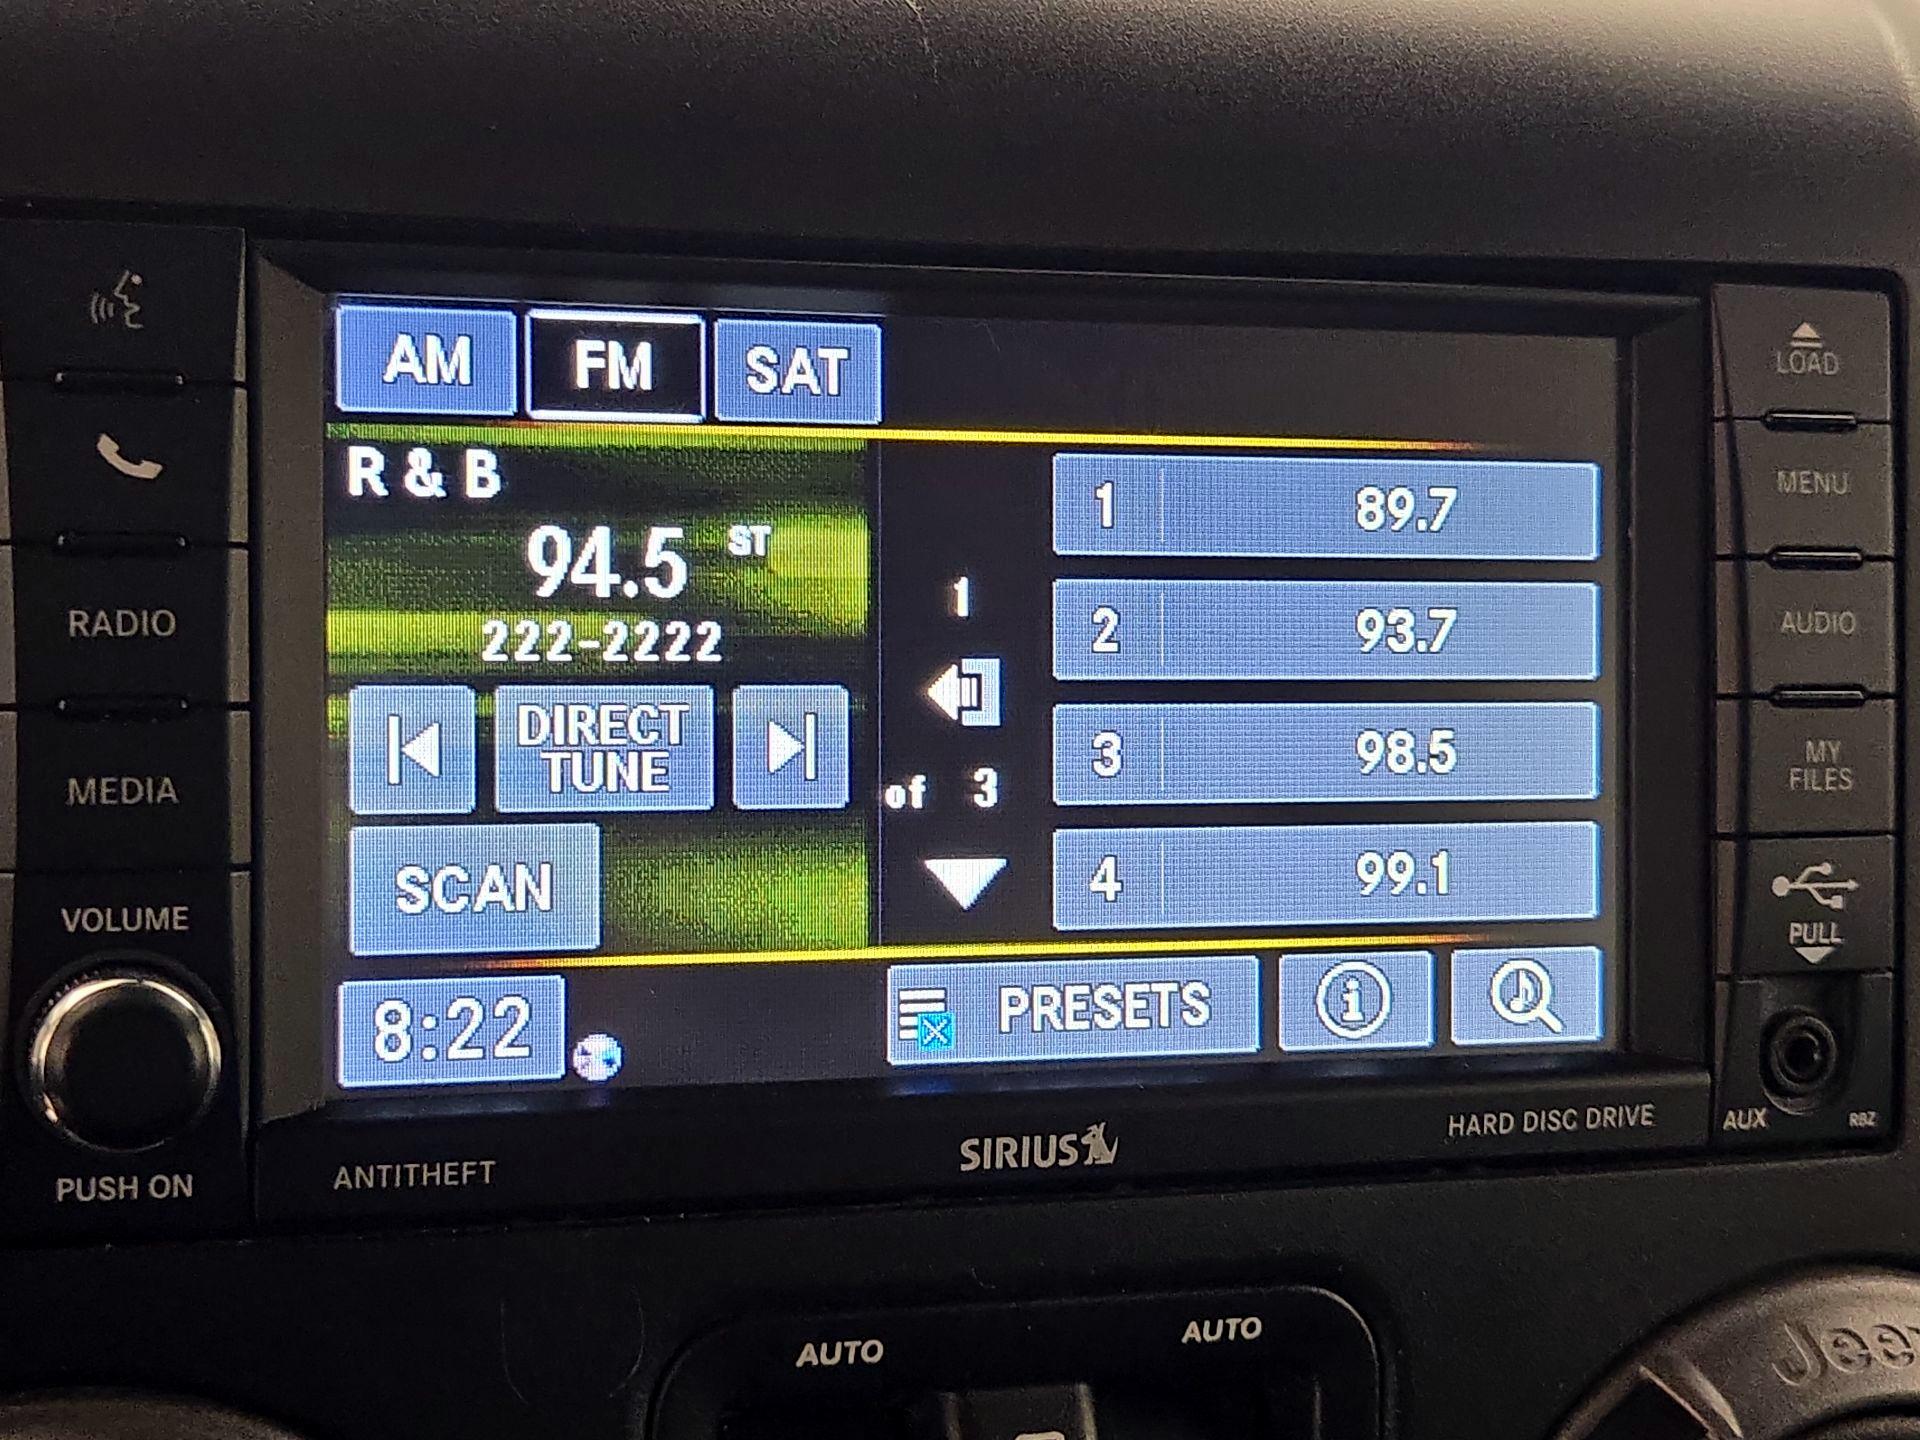 AM FM SAT
R & B
94.5 ST
222-2222
DIRECT
TUNE
SCAN
1
of 3
1 89.7
2 93.7
3 98.5
4 99.1
8:22
PRESETS
i
RADIO
MEDIA
VOLUME
PUSH ON
LOAD
MENU
AUDIO
MY
FILES
PULL
AUX RBZ
ANTITHEFT
SIRIUS
HARD DISC DRIVE
AUTO
AUTO
Jeep